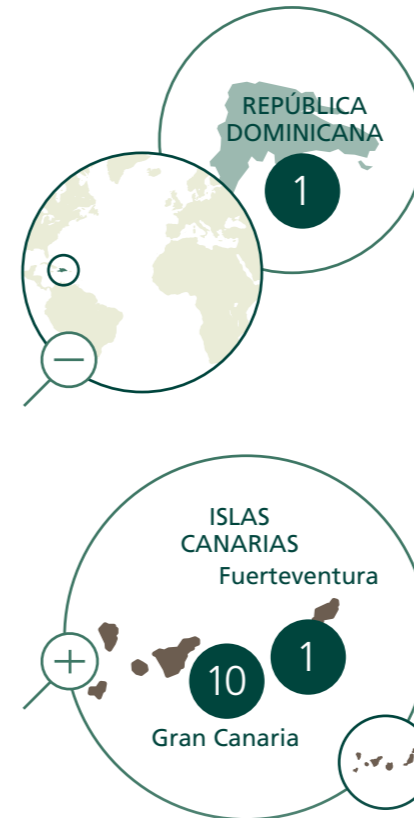 REPÚBLICA
DOMINICANA
1
ISLAS
CANARIAS
Fuerteventura
1
10
Gran Canaria